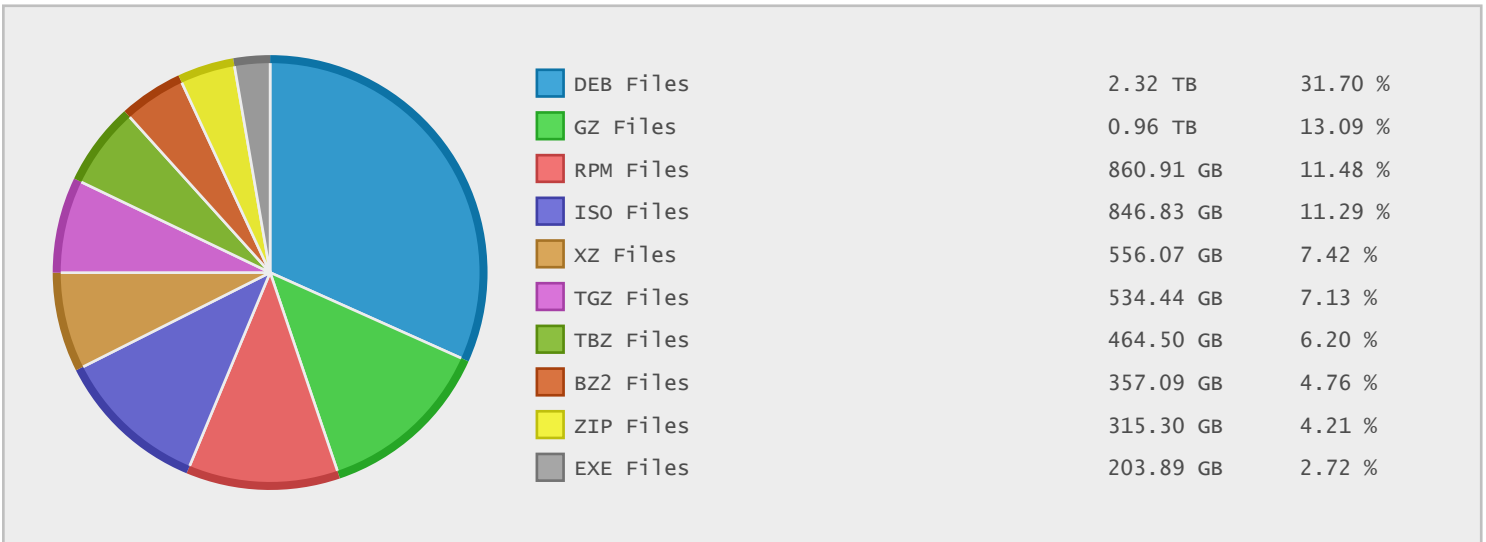 DEB Files 2.32 TB 31.70 %
GZ Files 0.96 TB 13.09 %
RPM Files 860.91 GB 11.48 %
ISO Files 846.83 GB 11.29 %
XZ Files 556.07 GB 7.42 %
TGZ Files 534.44 GB 7.13 %
TBZ Files 464.50 GB 6.20 %
BZ2 Files 357.09 GB 4.76 %
ZIP Files 315.30 GB 4.21 %
EXE Files 203.89 GB 2.72 %